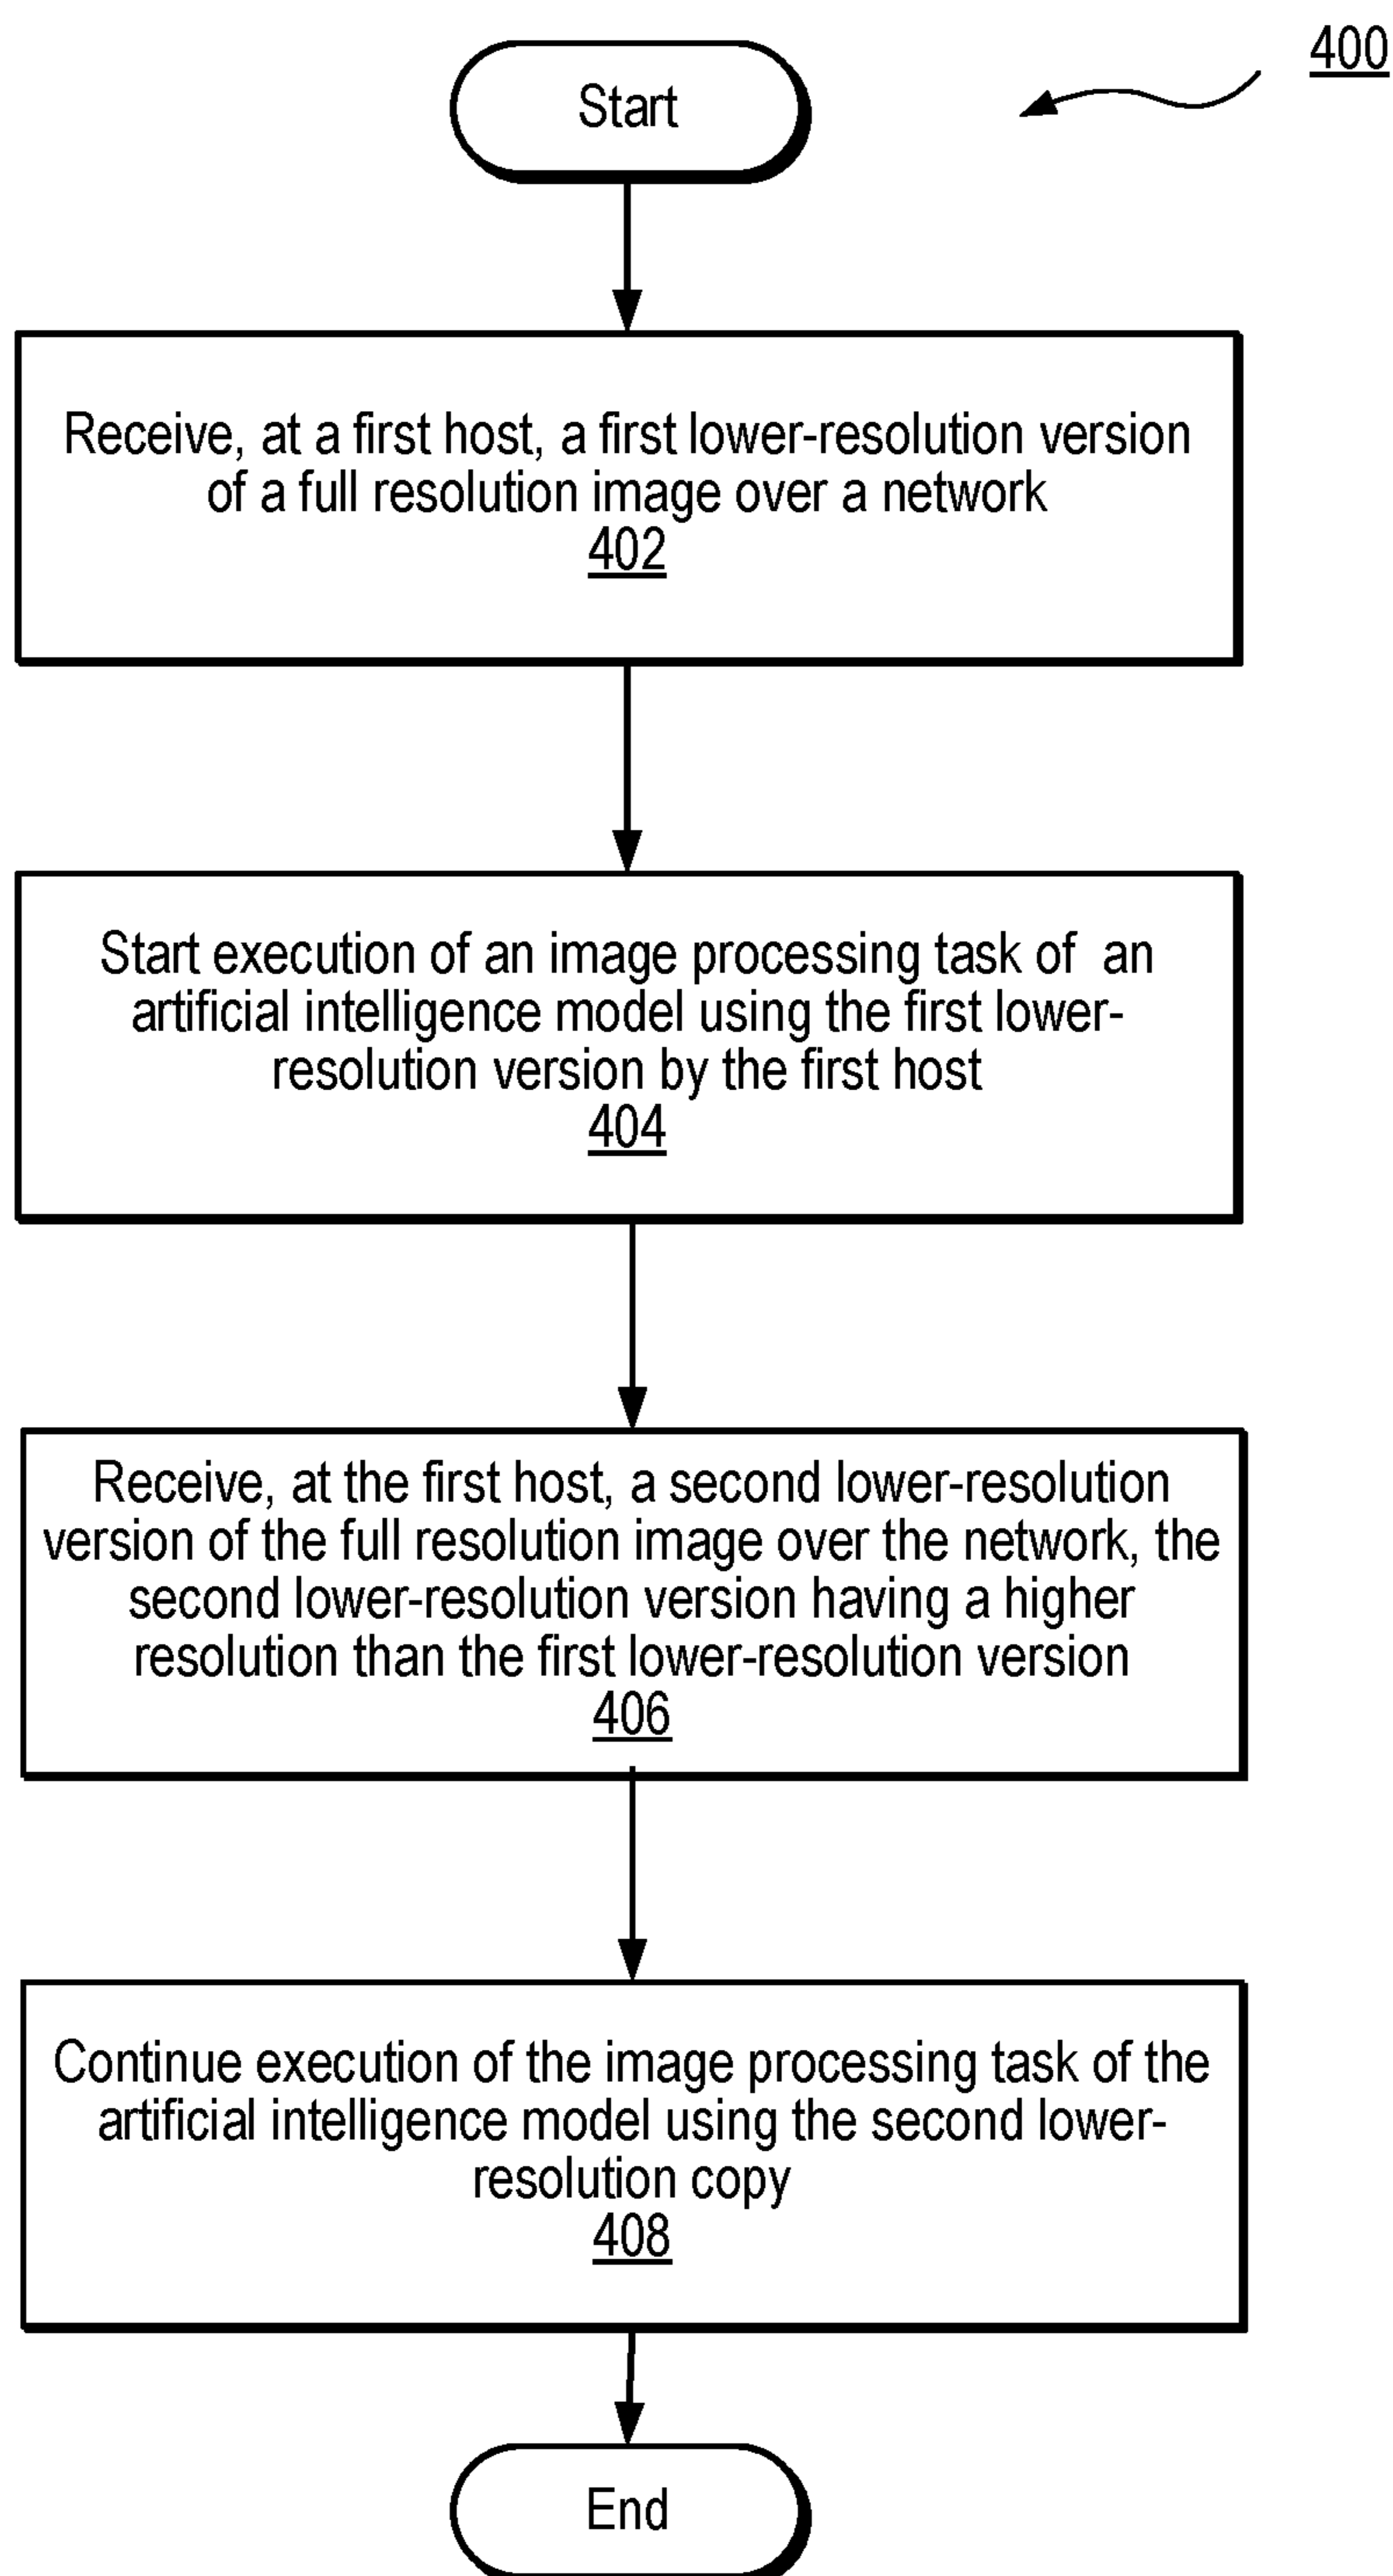 400
Start
Receive, at a first host, a first lower-resolution version
of a full resolution image over a network
402
Start execution of an image processing task of an
artificial intelligence model using the first lower-
resolution version by the first host
404
Receive, at the first host, a second lower-resolution
version of the full resolution image over the network, the
second lower-resolution version having a higher
resolution than the first lower-resolution version
406
Continue execution of the image processing task of the
artificial intelligence model using the second lower-
resolution copy
408
End